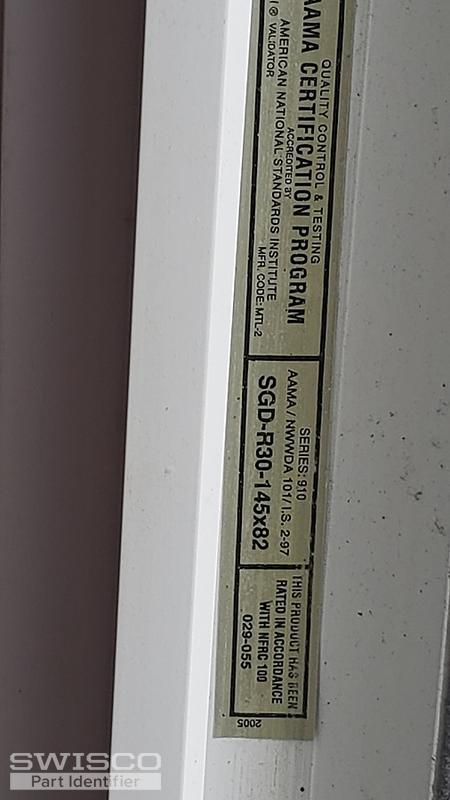 QUALITY CONTROL & TESTING
AAMA CERTIFICATION PROGRAM
ACCREDITED BY
AMERICAN NATIONAL STANDARDS INSTITUTE
® VALIDATOR
MFR. CODE: MTL-2
SERIES: 910
AAMA / NWWDA 101/ I.S. 2-97
SGD-R30-145x82
THIS PRODUCT HAS BEEN
RATED IN ACCORDANCE
WITH NFRC 100
029-055
2005
SWISCO
Part Identifier